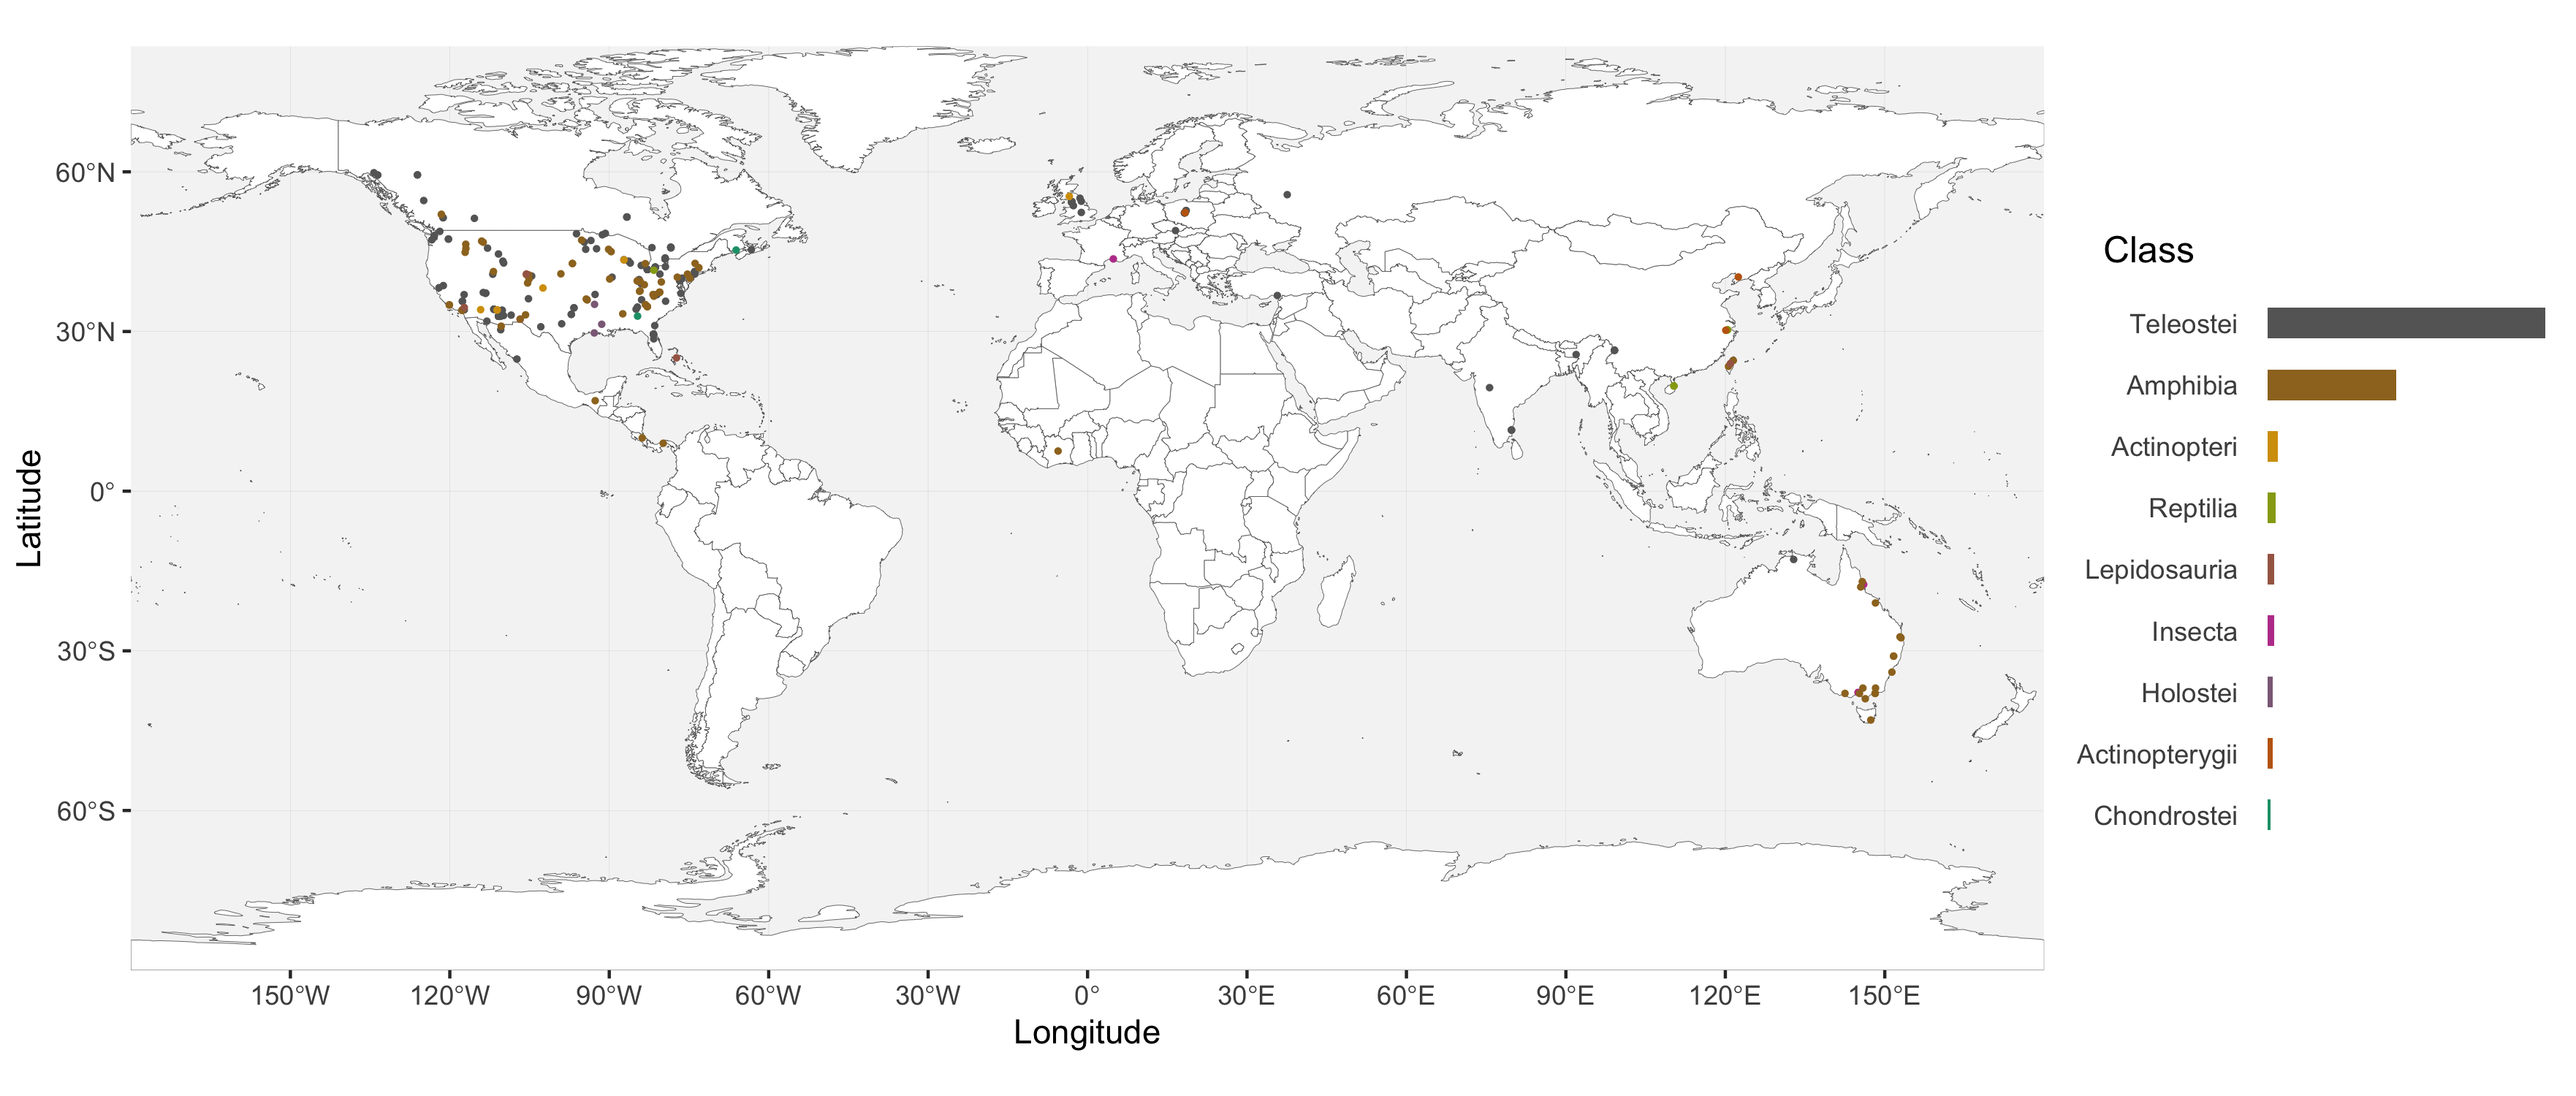 Class
Teleostei
Amphibia
Actinopteri
Reptilia
Lepidosauria
Insecta
Holostei
Actinopterygii
Chondrostei
Latitude
60°N
30°N
0°
30°S
60°S
150°W 120°W 90°W 60°W 30°W 0° 30°E 60°E 90°E 120°E 150°E
Longitude